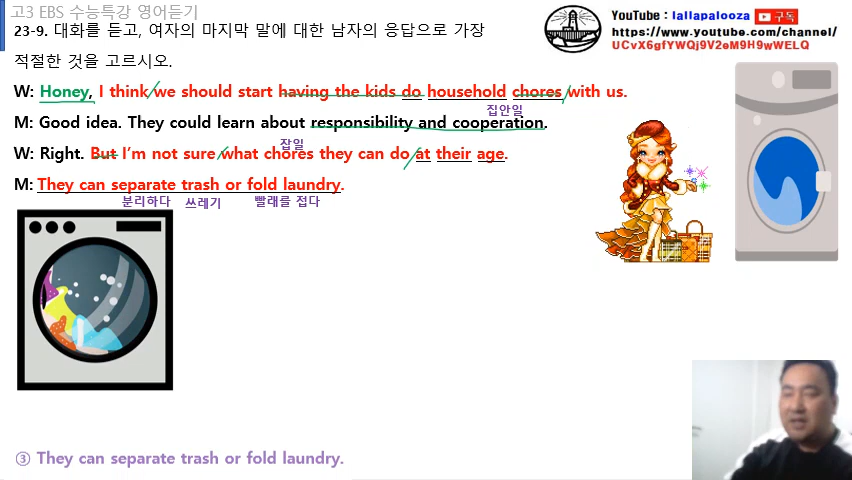 고3 EBS 수능특강 영어듣기
23-9. 대화를 듣고, 여자의 마지막 말에 대한 남자의 응답으로 가장
적절한 것을 고르시오.
YouTube : lallapalooza 구독
https://www.youtube.com/channel/
UCvX6gfYWQj9V2eM9H9wWELQ
W: Honey, I think we should start having the kids do household chores with us.
집안일
M: Good idea. They could learn about responsibility and cooperation.
잡일
W: Right. But I'm not sure what chores they can do at their age.
M: They can separate trash or fold laundry.
분리하다 쓰레기 빨래를 접다
③ They can separate trash or fold laundry.